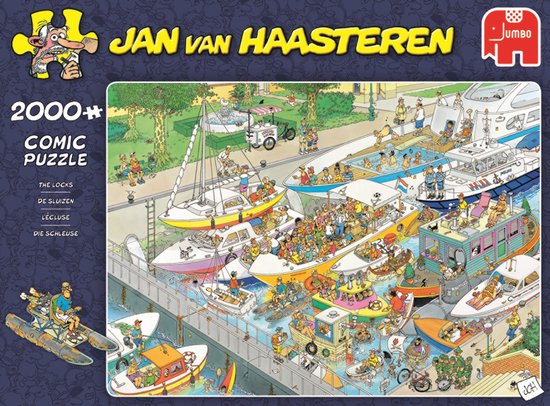 JAN VAN HAASTEREN
JUMBO
2000
COMIC
PUZZLE
THE LOCKS
DE SLUIZEN
L'ÉCLUSE
DIE SCHLEUSE